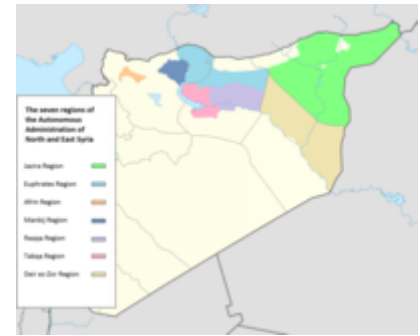 The seven regions of
the Autonomous
Administration of
North and East Syria
Jazira Region
Euphrates Region
Afrin Region
Manbij Region
Raqqa Region
Tabqa Region
Deir ez-Zor Region